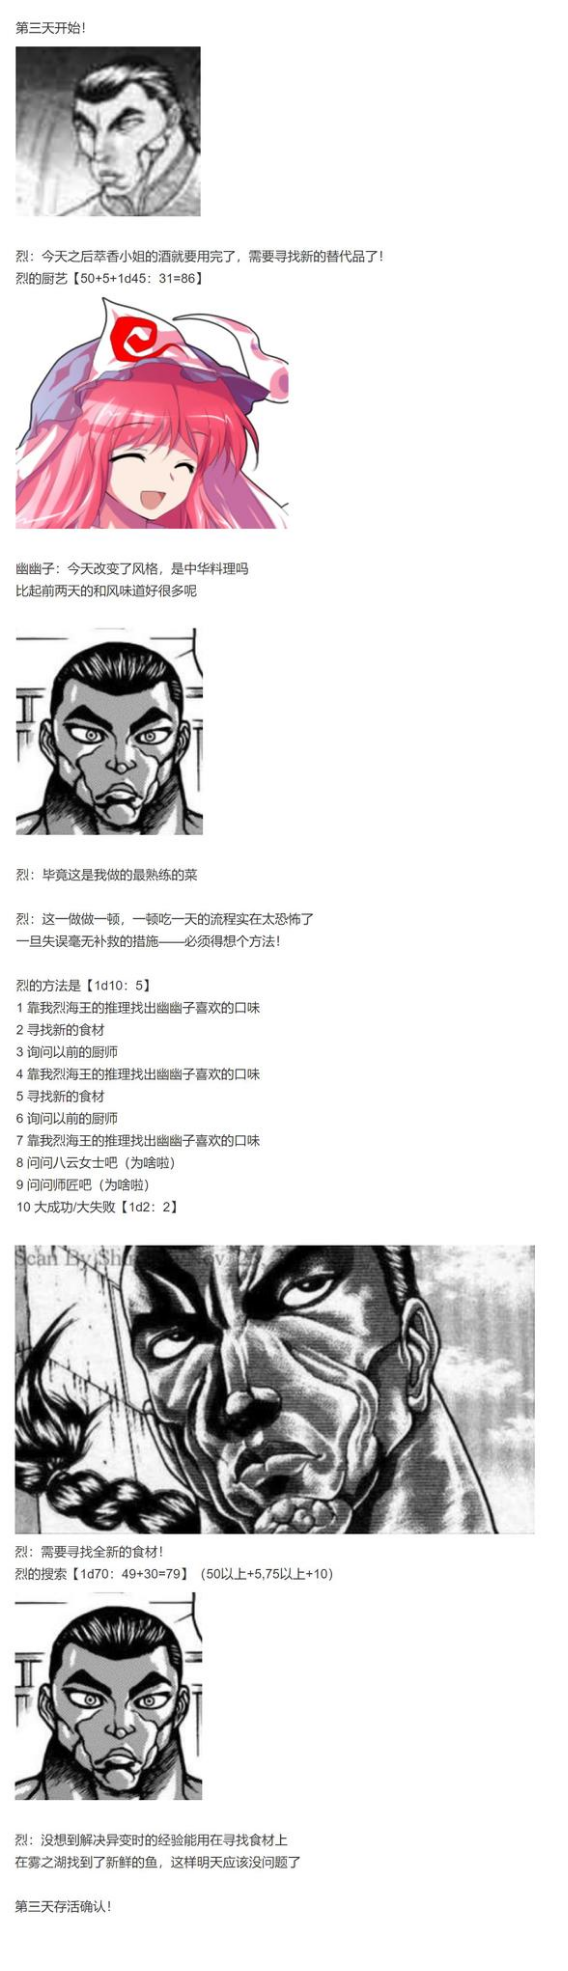 第三天开始！
烈：今天之后萃香小姐的酒就要用完了，需要寻找新的替代品了！
烈的厨艺【50+5+1d45：31=86】
幽幽子：今天改变了风格，是中华料理吗
比起前两天的和风味道好很多呢
烈：毕竟这是我做的最熟练的菜
烈：这一做做一顿，一顿吃一天的流程实在太恐怖了
一旦失误毫无补救的措施——必须得想个方法！
烈的方法是【1d10：5】
1 靠我烈海王的推理找出幽幽子喜欢的口味
2 寻找新的食材
3 询问以前的厨师
4 靠我烈海王的推理找出幽幽子喜欢的口味
5 寻找新的食材
6 询问以前的厨师
7 靠我烈海王的推理找出幽幽子喜欢的口味
8 问问八云女士吧（为啥啦）
9 问问师匠吧（为啥啦）
10 大成功/大失败【1d2：2】
Scan By
烈：需要寻找全新的食材！
烈的搜索【1d70：49+30=79】（50以上+5,75以上+10）
烈：没想到解决异变时的经验能用在寻找食材上
在雾之湖找到了新鲜的鱼，这样明天应该没问题了
第三天存活确认！